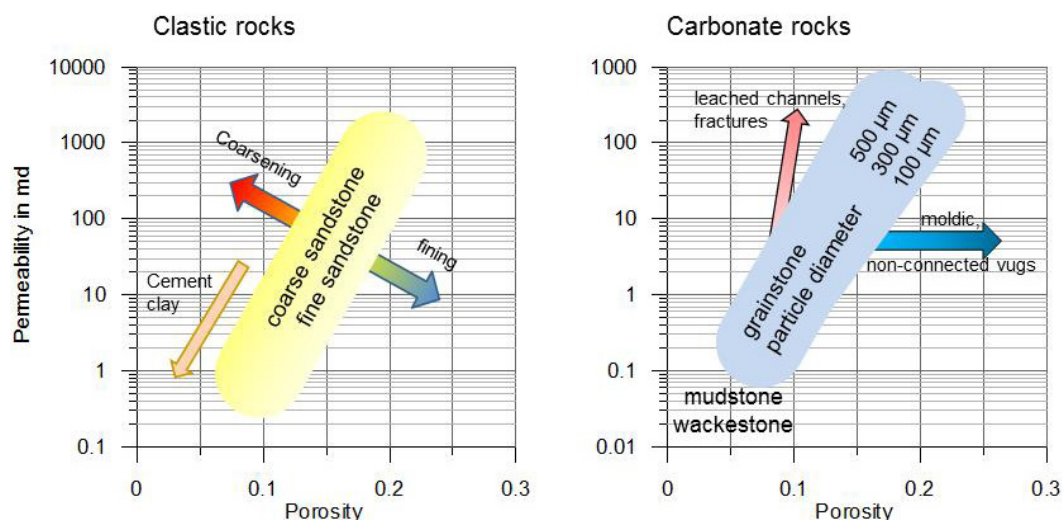 Clastic rocks
Permeability in md
10000
1000
100
10
1
0.1
0
0.1
0.2
0.3
Porosity
Coarsening
coarse sandstone
fine sandstone
fining
Cement
clay
Carbonate rocks
1000
100
10
1
0.1
0.01
0
0.1
0.2
0.3
Porosity
leached channels,
fractures
500 µm
300 µm
100 µm
moldic,
non-connected vugs
grainstone
particle diameter
mudstone
wackestone